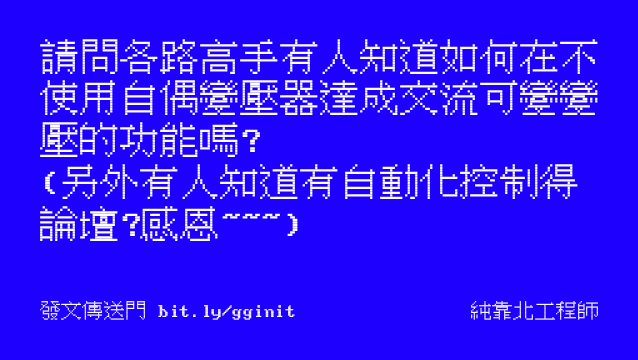 請問各路高手有人知道如何在不
使用自偶變壓器達成交流可變變
壓的功能嗎?
(另外有人知道有自動化控制得
論壇?感恩~~~)
發文傳送門 bit.ly/gginit
純靠北工程師